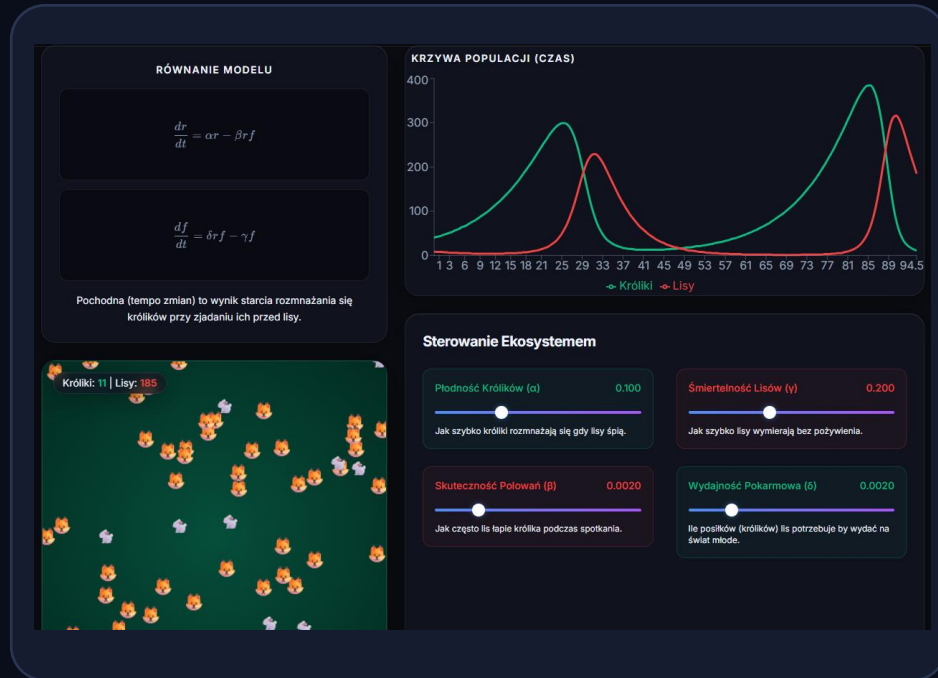 RÓWNANIE MODELU
dr/dt = αr − βrf
df/dt = δrf − γf
Pochodna (tempo zmian) to wynik starcia rozmnażania się
królików przy zjadaniu ich przed lisy.
Króliki: 11 | Lisy: 185
KRZYWA POPULACJI (CZAS)
400
300
200
100
0
1 3 6 9 12 15 18 21 25 29 33 37 41 45 49 53 57 61 65 69 73 77 81 85 89 94.5
Króliki Lisy
Sterowanie Ekosystemem
Płodność Królików (α) 0.100
Jak szybko króliki rozmnażają się gdy lisy śpią.
Śmiertelność Lisów (γ) 0.200
Jak szybko lisy wymierają bez pożywienia.
Skuteczność Polowań (β) 0.0020
Jak często lis łapie królika podczas spotkania.
Wydajność Pokarmowa (δ) 0.0020
Ile posiłków (królików) lis potrzebuje by wydać na
świat młode.